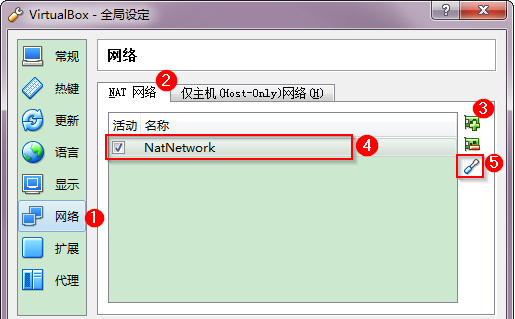 VirtualBox - 全局设定
常规
热键
更新
语言
显示
网络
扩展
代理
网络
NAT 网络
仅主机(Host-Only)网络(H)
活动 名称
NatNetwork
1
2
3
4
5